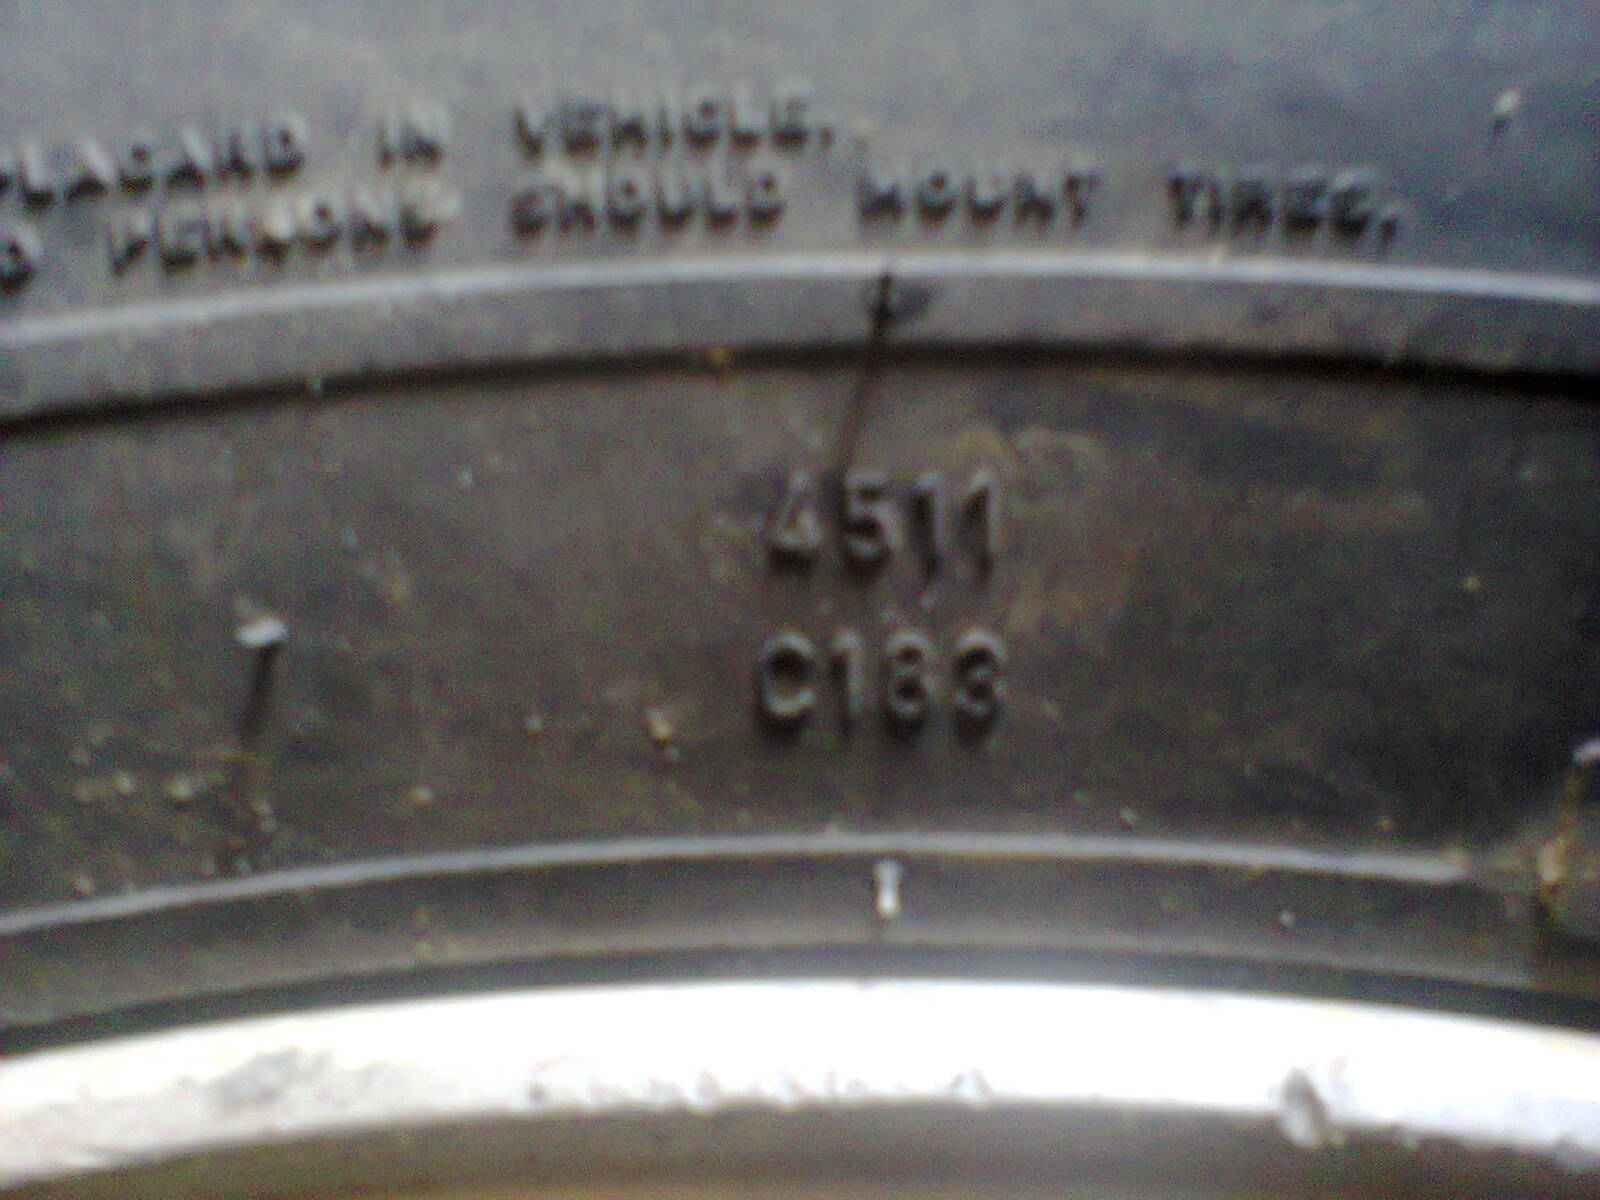 PLACARD IN VEHICLE.
D PERSONS SHOULD MOUNT TIRES.
4511
C183